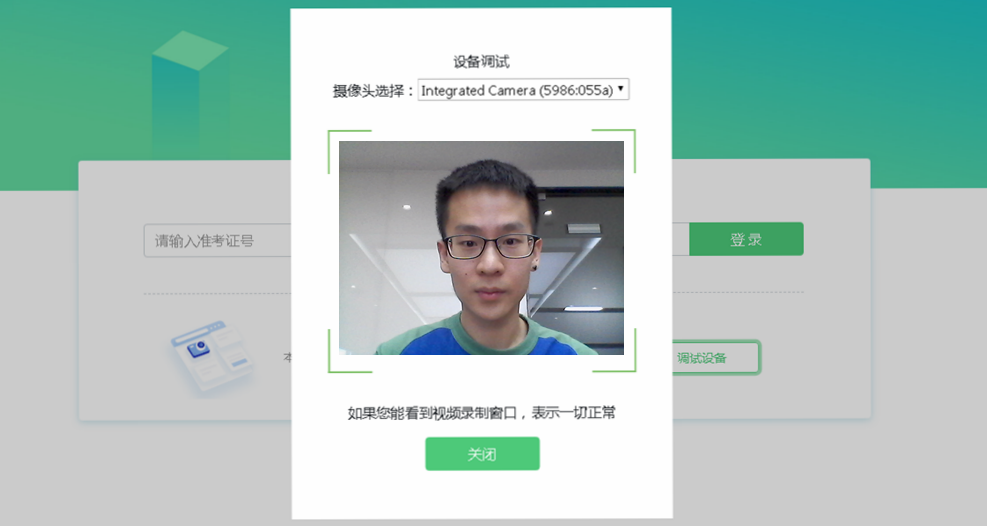 设备调试
摄像头选择：Integrated Camera (5986:055a)
请输入准考证号
登录
本
调试设备
如果您能看到视频录制窗口，表示一切正常
关闭